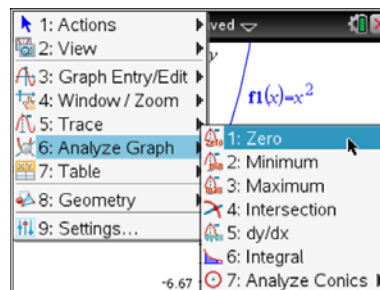 1: Actions
2: View
3: Graph Entry/Edit
4: Window / Zoom
5: Trace
6: Analyze Graph
7: Table
8: Geometry
9: Settings...
ved
y
f1(x)=x²
1: Zero
2: Minimum
3: Maximum
4: Intersection
5: dy/dx
6: Integral
7: Analyze Conics
-6.67